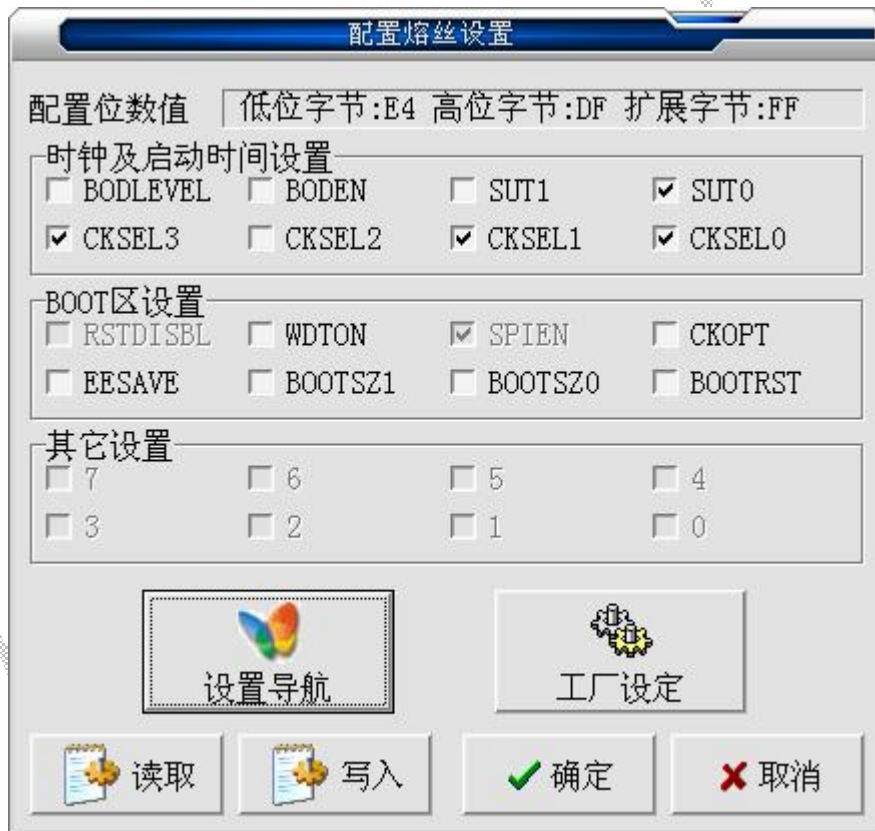 配置熔丝设置
配置位数值 低位字节:E4 高位字节:DF 扩展字节:FF
时钟及启动时间设置
BODLEVEL BODEN SUT1 SUT0
CKSEL3 CKSEL2 CKSEL1 CKSEL0
BOOT区设置
RSTDISBL WDTON SPIEN CKOPT
EESAVE BOOTSZ1 BOOTSZ0 BOOTRST
其它设置
7 6 5 4
3 2 1 0
设置导航 工厂设定
读取 写入 确定 取消